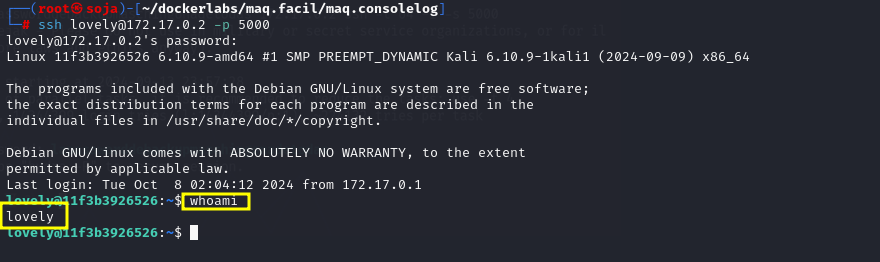 ┌──(root㉿soja)-[~/dockerlabs/maq.facil/maq.consolelog]
└─# ssh lovely@172.17.0.2 -p 5000
lovely@172.17.0.2's password:
Linux 11f3b3926526 6.10.9-amd64 #1 SMP PREEMPT_DYNAMIC Kali 6.10.9-1kali1 (2024-09-09) x86_64
The programs included with the Debian GNU/Linux system are free software;
the exact distribution terms for each program are described in the
individual files in /usr/share/doc/*/copyright.
Debian GNU/Linux comes with ABSOLUTELY NO WARRANTY, to the extent
permitted by applicable law.
Last login: Tue Oct  8 02:04:12 2024 from 172.17.0.1
lovely@11f3b3926526:~$ whoami
lovely
lovely@11f3b3926526:~$